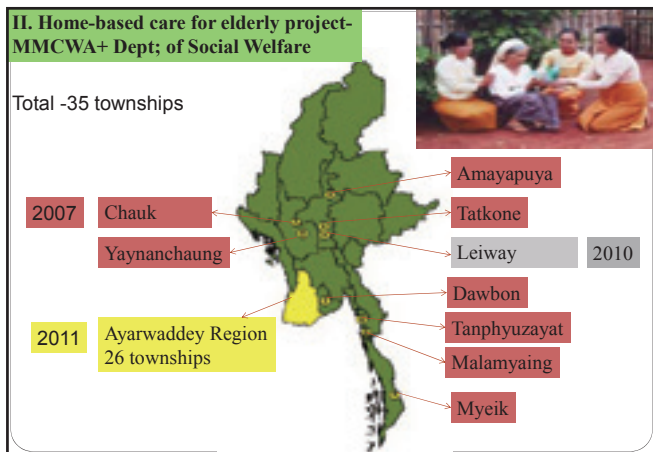 II. Home-based care for elderly project-
MMCWA+ Dept; of Social Welfare
Total -35 townships
Amayapuya
2007
Chauk
Tatkone
Yaynanchaung
Leiway
2010
Dawbon
2011
Ayarwaddey Region
26 townships
Tanphyuzayat
Malamyaing
Myeik